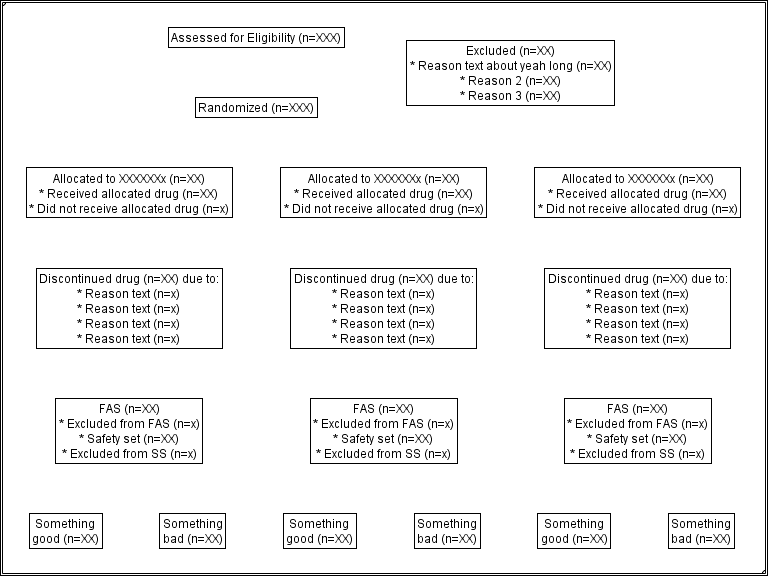 Assessed for Eligibility (n=XXX)
Excluded (n=XX)
* Reason text about yeah long (n=XX)
* Reason 2 (n=XX)
* Reason 3 (n=XX)
Randomized (n=XXX)
Allocated to XXXXXXx (n=XX)
* Received allocated drug (n=XX)
* Did not receive allocated drug (n=x)
Allocated to XXXXXXx (n=XX)
* Received allocated drug (n=XX)
* Did not receive allocated drug (n=x)
Allocated to XXXXXXx (n=XX)
* Received allocated drug (n=XX)
* Did not receive allocated drug (n=x)
Discontinued drug (n=XX) due to:
* Reason text (n=x)
* Reason text (n=x)
* Reason text (n=x)
* Reason text (n=x)
Discontinued drug (n=XX) due to:
* Reason text (n=x)
* Reason text (n=x)
* Reason text (n=x)
* Reason text (n=x)
Discontinued drug (n=XX) due to:
* Reason text (n=x)
* Reason text (n=x)
* Reason text (n=x)
* Reason text (n=x)
FAS (n=XX)
* Excluded from FAS (n=x)
* Safety set (n=XX)
* Excluded from SS (n=x)
FAS (n=XX)
* Excluded from FAS (n=x)
* Safety set (n=XX)
* Excluded from SS (n=x)
FAS (n=XX)
* Excluded from FAS (n=x)
* Safety set (n=XX)
* Excluded from SS (n=x)
Something
good (n=XX)
Something
bad (n=XX)
Something
good (n=XX)
Something
bad (n=XX)
Something
good (n=XX)
Something
bad (n=XX)